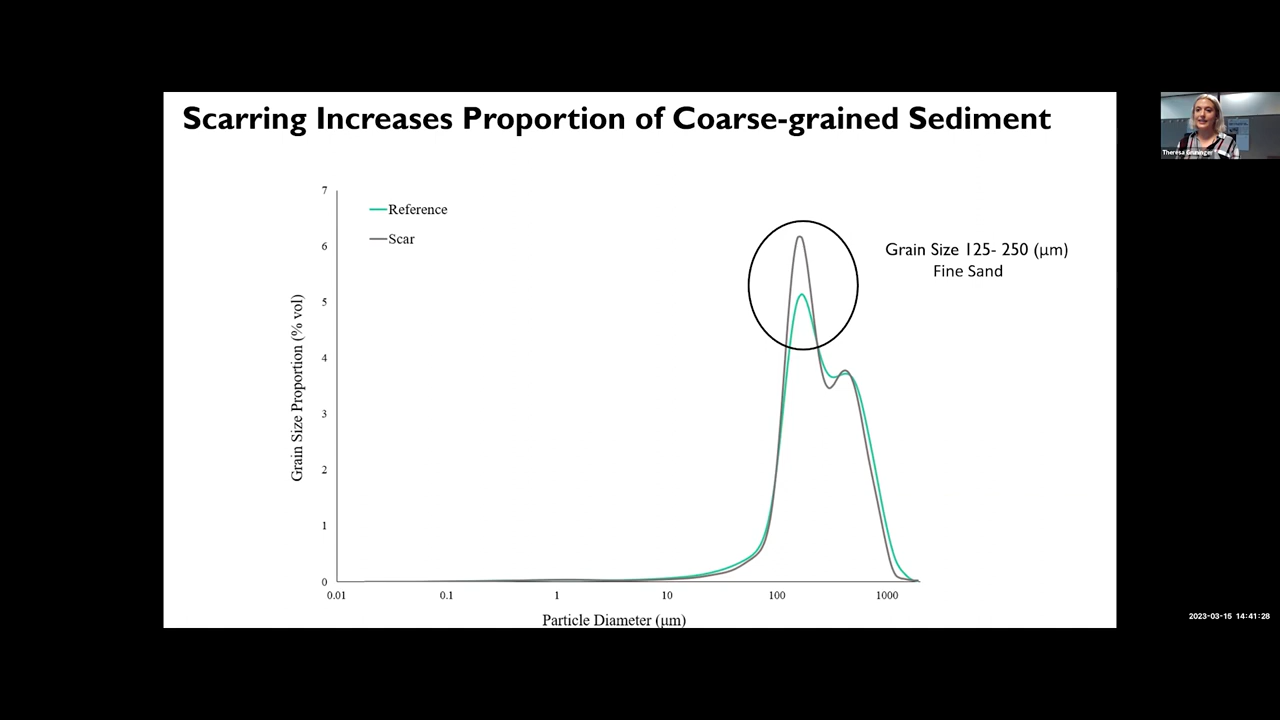 Scarring Increases Proportion of Coarse-grained Sediment
Theresa Gruninger
7
6
5
4
3
2
1
0
Grain Size Proportion (% vol)
Reference
Scar
Grain Size 125- 250 (μm)
Fine Sand
0.01 0.1 1 10 100 1000
Particle Diameter (μm)
2023-03-15 14:41:28